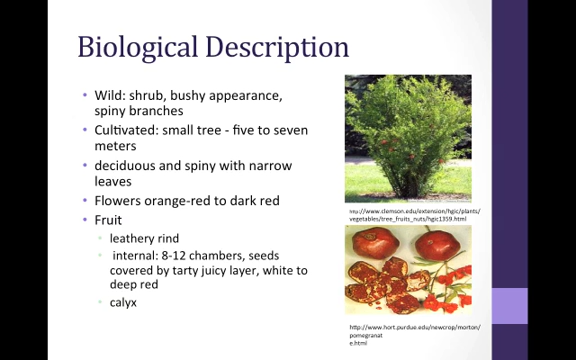 Biological Description
• Wild: shrub, bushy appearance,
spiny branches
• Cultivated: small tree - five to seven
meters
• deciduous and spiny with narrow
leaves
• Flowers orange-red to dark red
• Fruit
• leathery rind
• internal: 8-12 chambers, seeds
covered by tarty juicy layer, white to
deep red
• calyx
http://www.clemson.edu/extension/hgic/plants/
vegetables/tree_fruits_nuts/hgic1359.html
http://www.hort.purdue.edu/newcrop/morton/
pomegranat
e.html